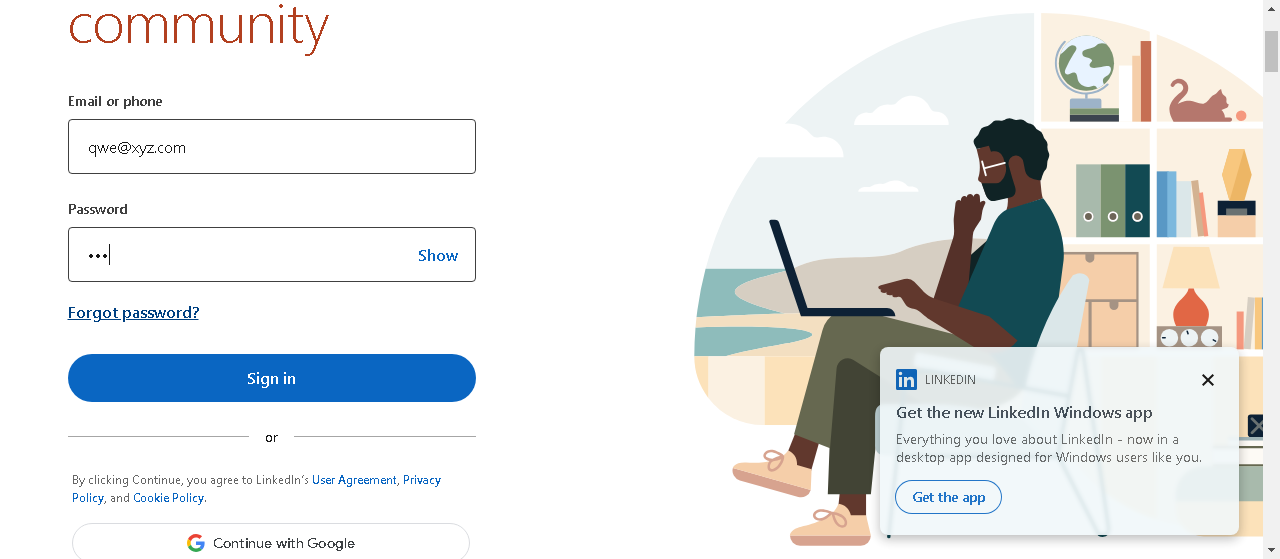 community
Email or phone
qwe@xyz.com
Password
•••
Show
Forgot password?
Sign in
or
By clicking Continue, you agree to LinkedIn's User Agreement, Privacy
Policy, and Cookie Policy.
Continue with Google
in LINKEDIN
Get the new LinkedIn Windows app
Everything you love about LinkedIn - now in a
desktop app designed for Windows users like you.
Get the app